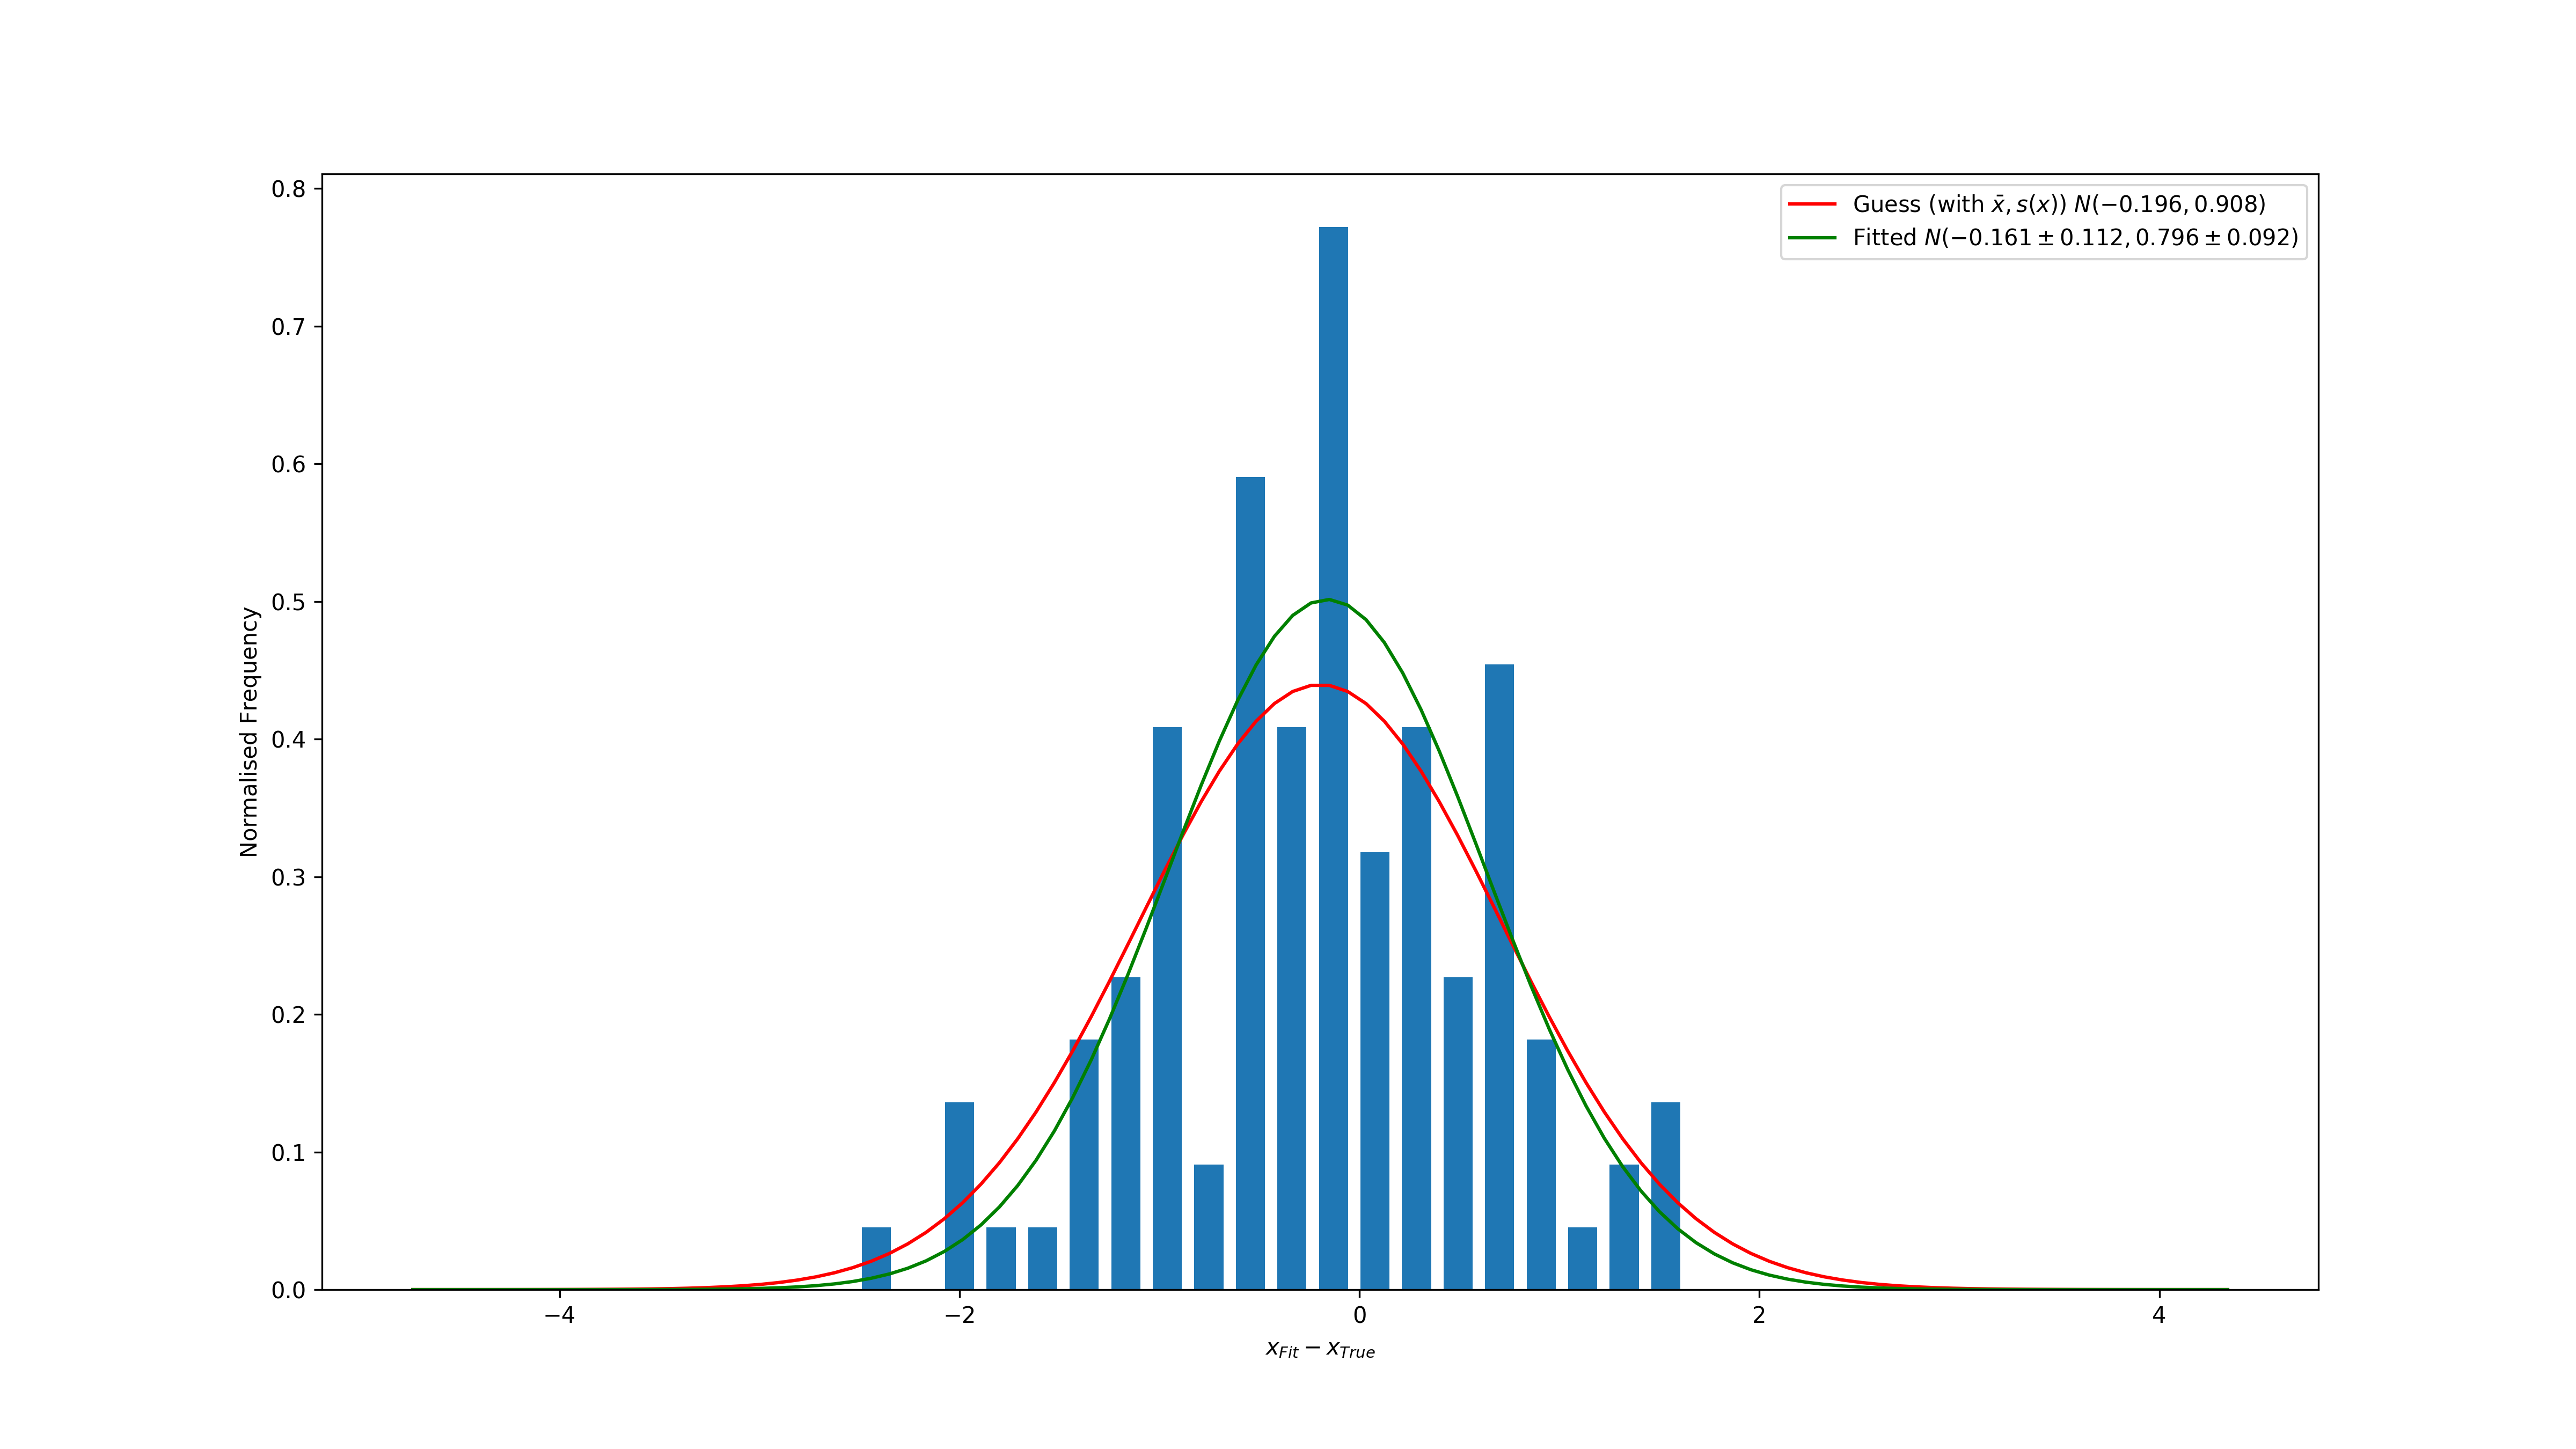 Guess (with x̄, s(x)) N(−0.196, 0.908)
Fitted N(−0.161 ± 0.112, 0.796 ± 0.092)
0.8
0.7
0.6
0.5
0.4
0.3
0.2
0.1
0.0
Normalised Frequency
−4 −2 0 2 4
x_Fit − x_True